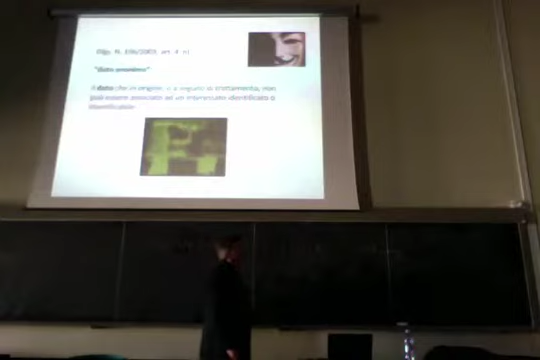 Dlgs. N. 196/2003, art. 4 n)
"dato anonimo"
il dato che in origine, o a seguito di trattamento, non
può essere associato ad un interessato identificato o
identificabile